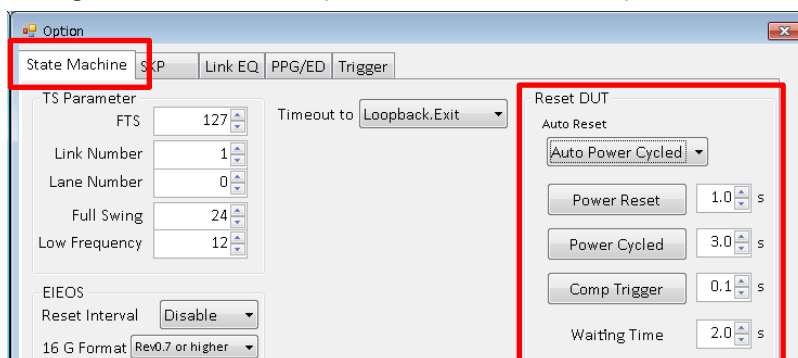 Option
State Machine SKP Link EQ PPG/ED Trigger
TS Parameter
FTS 127
Link Number 1
Lane Number 0
Full Swing 24
Low Frequency 12
EIEOS
Reset Interval Disable
16 G Format Rev0.7 or higher
Timeout to Loopback.Exit
Reset DUT
Auto Reset
Auto Power Cycled
Power Reset 1.0 s
Power Cycled 3.0 s
Comp Trigger 0.1 s
Waiting Time 2.0 s